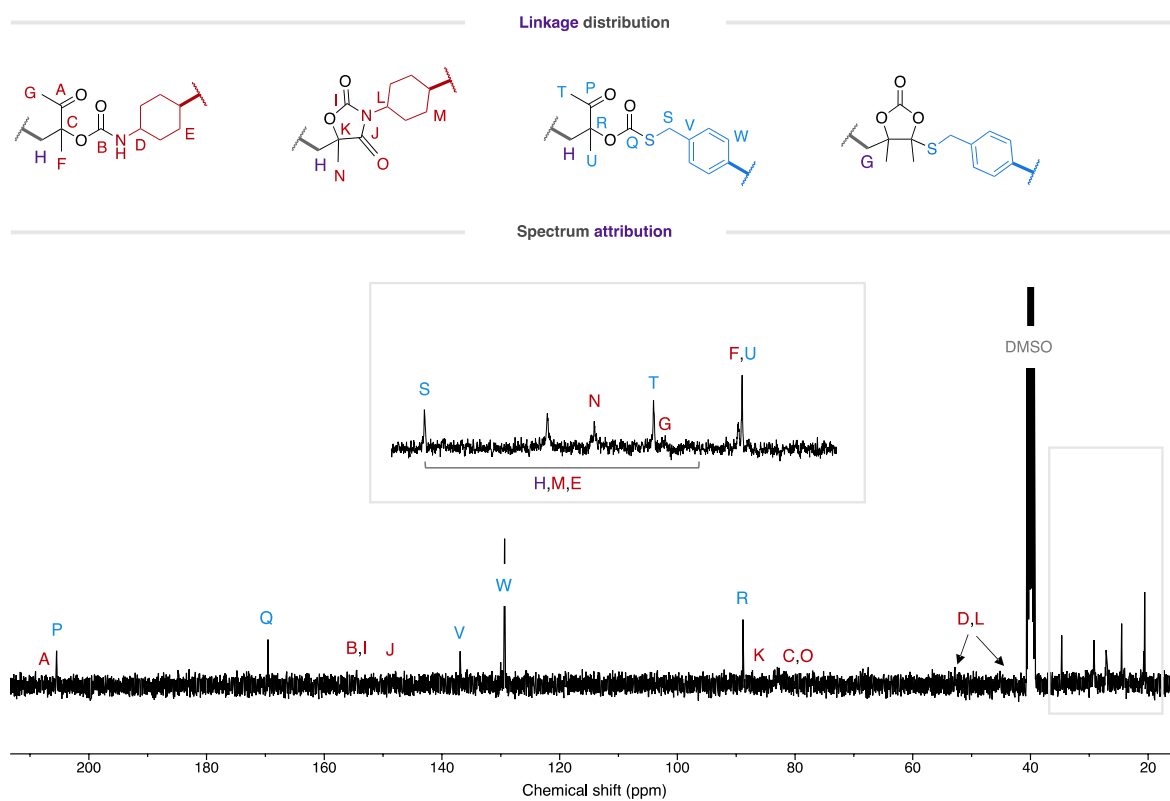 Linkage distribution
G A C O O B N H D E F H
O I O N L M K J O H N
T P O R O O Q S S V W H U
O O O S G
Spectrum attribution
DMSO
F,U
S T
N G
H,M,E
W
P Q B,I J V R K C,O D,L
A
200 180 160 140 120 100 80 60 40 20
Chemical shift (ppm)